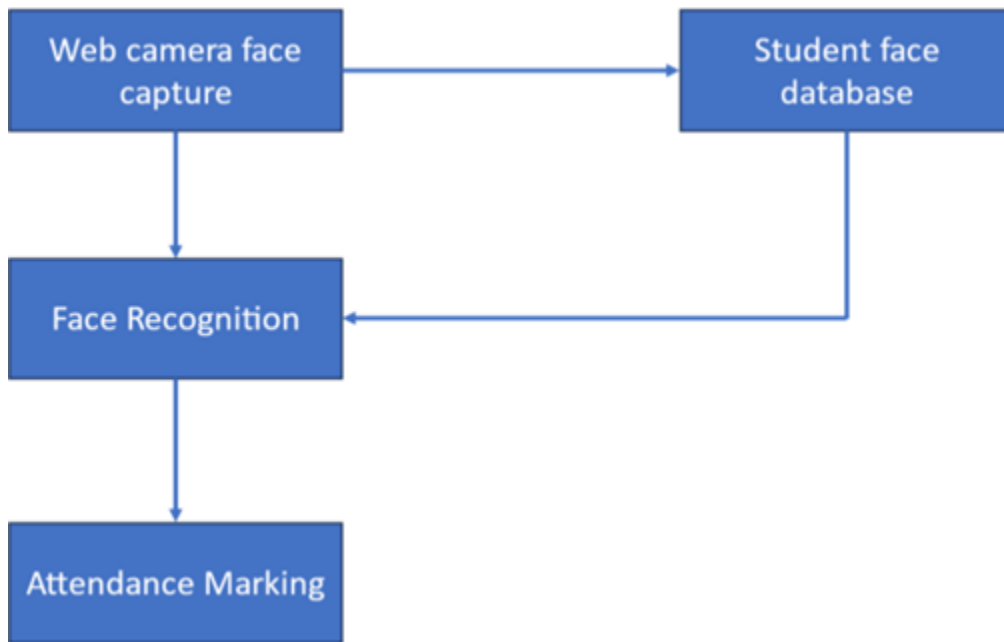 Web camera face
capture
Student face
database
Face Recognition
Attendance Marking